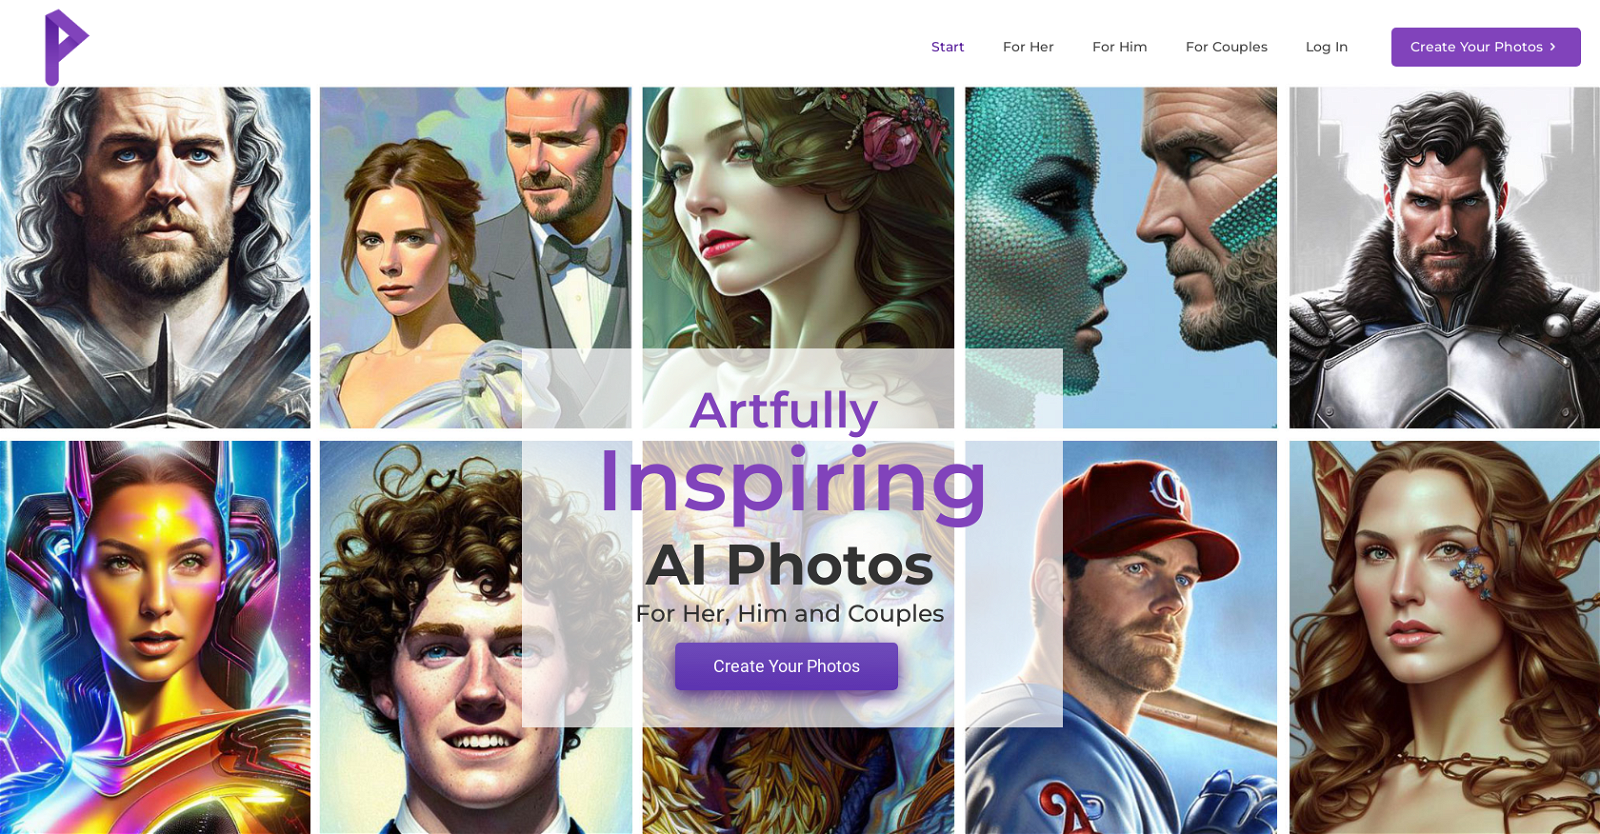 Start For Her For Him For Couples Log In Create Your Photos
Artfully
Inspiring
AI Photos
For Her, Him and Couples
Create Your Photos